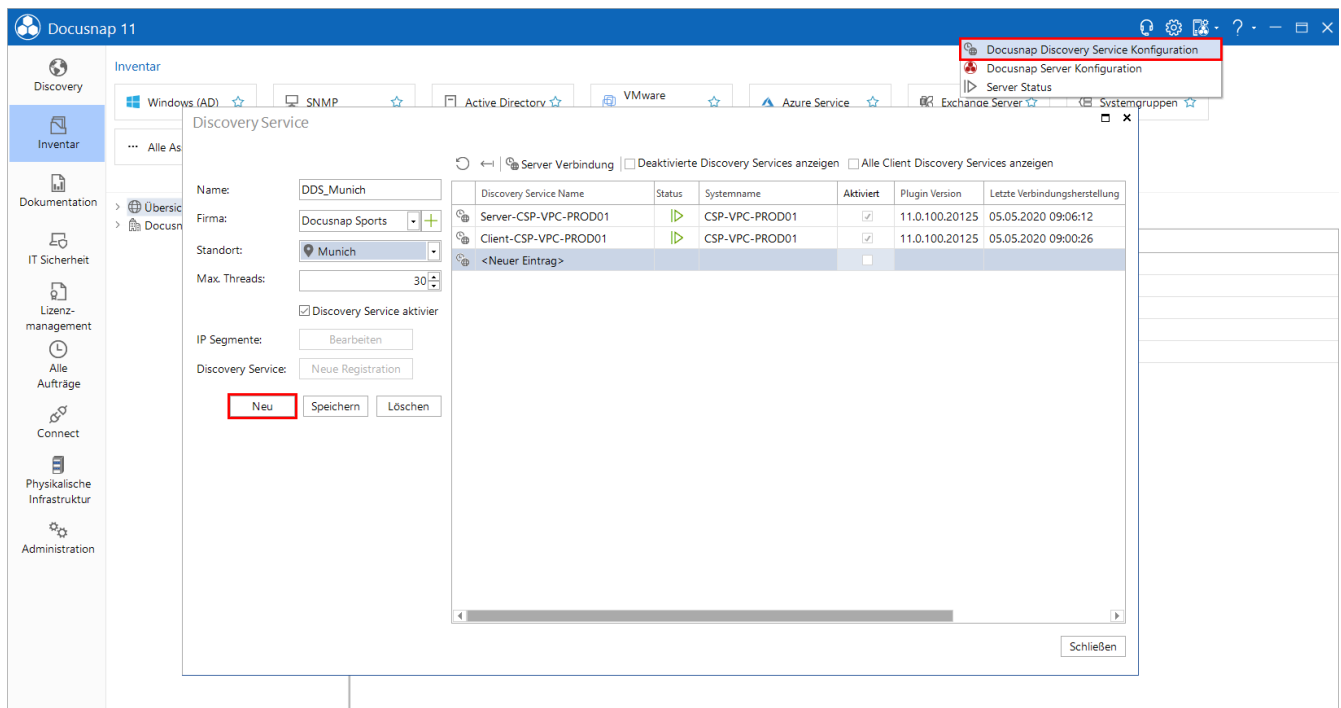 Docusnap 11
?
Docusnap Discovery Service Konfiguration
Docusnap Server Konfiguration
Server Status
Discovery
Inventar
Dokumentation
IT Sicherheit
Lizenz-
management
Alle
Aufträge
Connect
Physikalische
Infrastruktur
Administration
Inventar
Windows (AD)
SNMP
Active Directory
VMware
Azure Service
Exchange Server
Systemgruppen
Alle As
Übersic
Docusn
Discovery Service
Name: DDS_Munich
Firma: Docusnap Sports
Standort: Munich
Max. Threads: 30
Discovery Service aktivier
IP Segmente: Bearbeiten
Discovery Service: Neue Registration
Neu Speichern Löschen
Server Verbindung Deaktivierte Discovery Services anzeigen Alle Client Discovery Services anzeigen
Discovery Service Name Status Systemname Aktiviert Plugin Version Letzte Verbindungsherstellung
Server-CSP-VPC-PROD01 CSP-VPC-PROD01 11.0.100.20125 05.05.2020 09:06:12
Client-CSP-VPC-PROD01 CSP-VPC-PROD01 11.0.100.20125 05.05.2020 09:00:26
<Neuer Eintrag>
Schließen